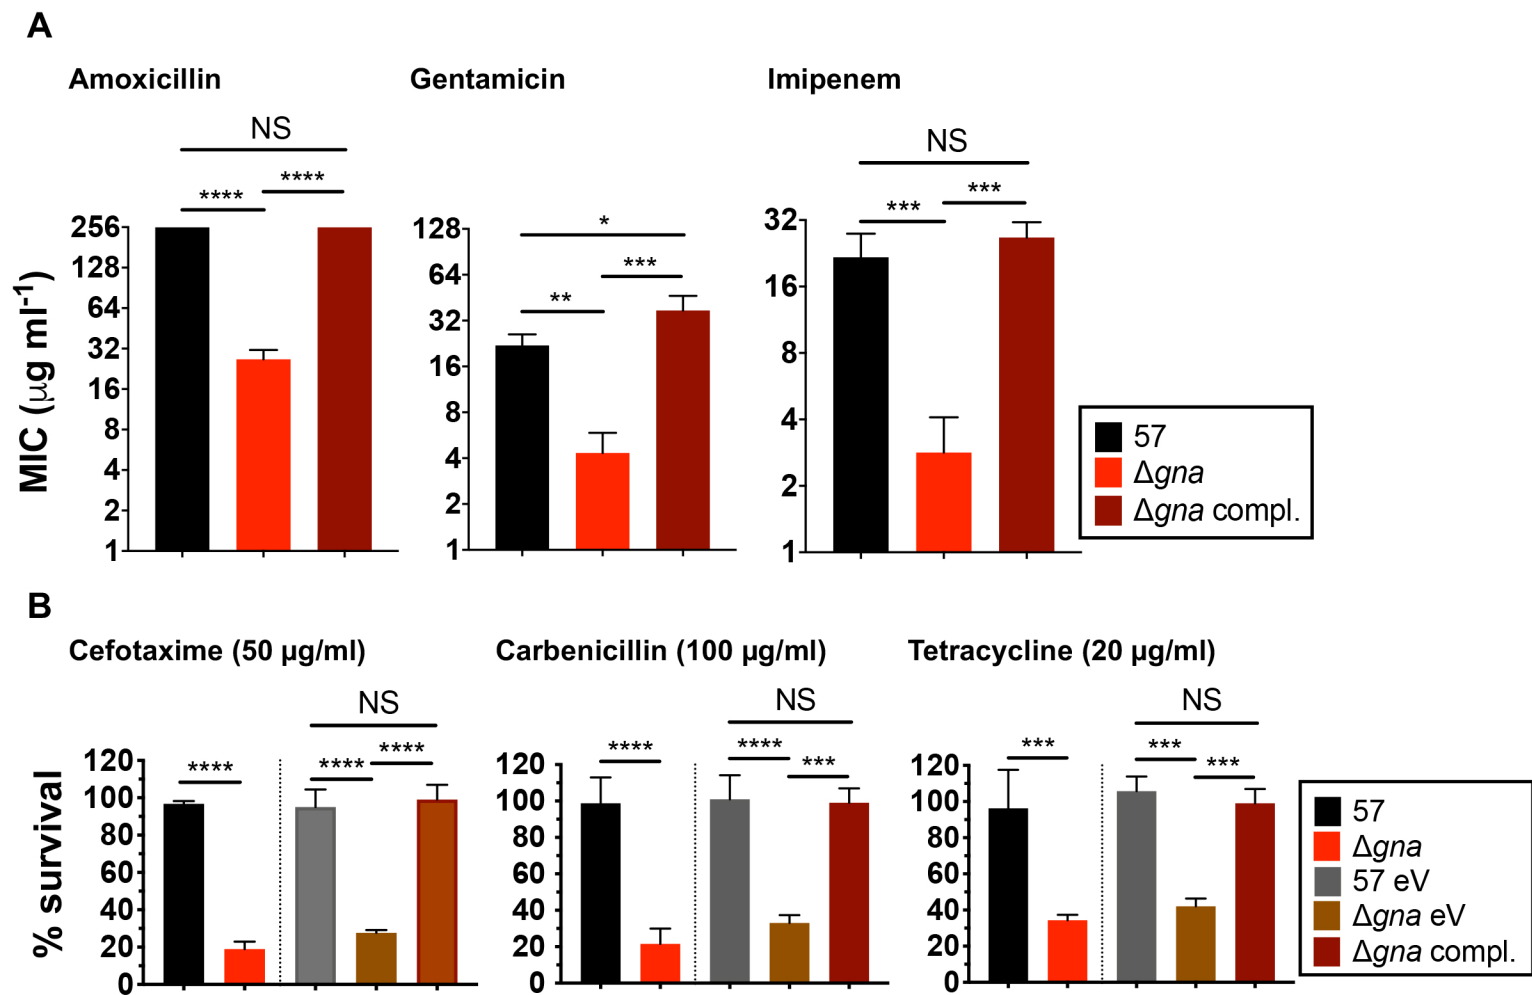 A
Amoxicillin Gentamicin Imipenem
MIC (μg ml-1)
NS
**** ****
256
128
64
32
16
8
4
2
1
*
** ***
128
64
32
16
8
4
2
1
NS
*** ***
32
16
8
4
2
1
57
Δgna
Δgna compl.
B
Cefotaxime (50 μg/ml) Carbenicillin (100 μg/ml) Tetracycline (20 μg/ml)
% survival
NS
**** **** ****
120
100
80
60
40
20
0
NS
**** **** ***
120
100
80
60
40
20
0
NS
*** *** ***
120
100
80
60
40
20
0
57
Δgna
57 eV
Δgna eV
Δgna compl.